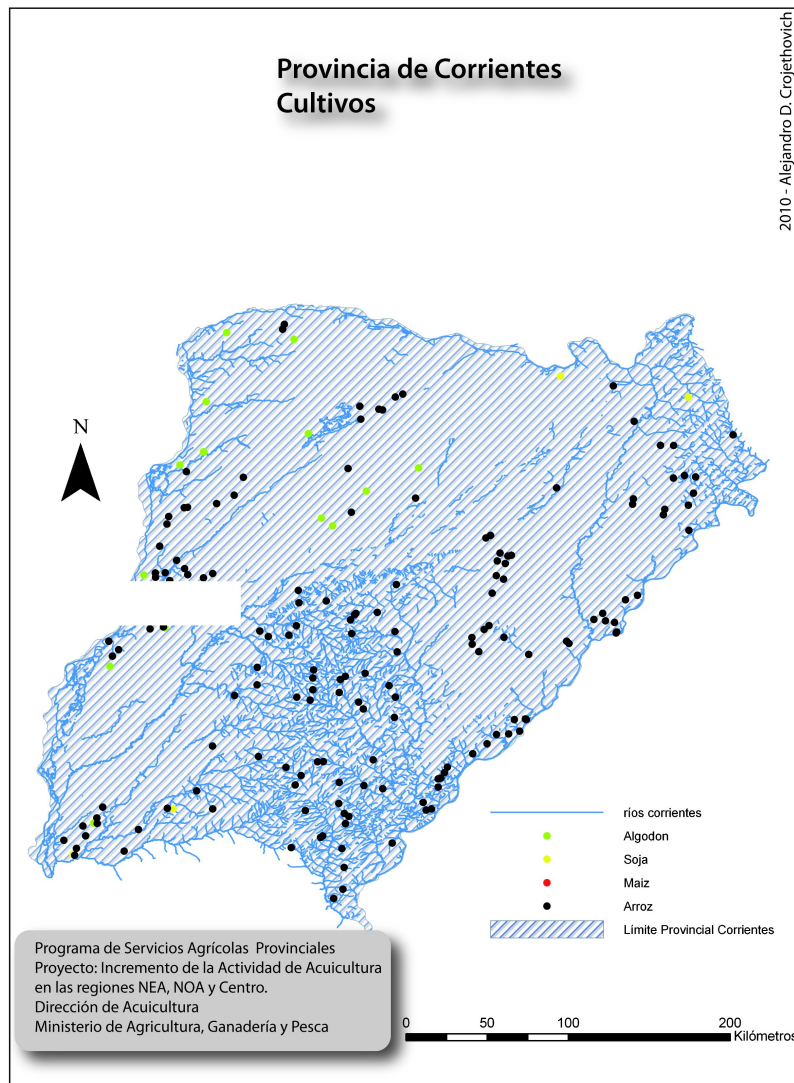 Provincia de Corrientes
Cultivos
2010 - Alejandro D. Crojethovich
N
ríos corrientes
Algodon
Soja
Maiz
Arroz
Límite Provincial Corrientes
Programa de Servicios Agrícolas Provinciales
Proyecto: Incremento de la Actividad de Acuicultura
en las regiones NEA, NOA y Centro.
Dirección de Acuicultura
Ministerio de Agricultura, Ganadería y Pesca
0 50 100 200
Kilómetros